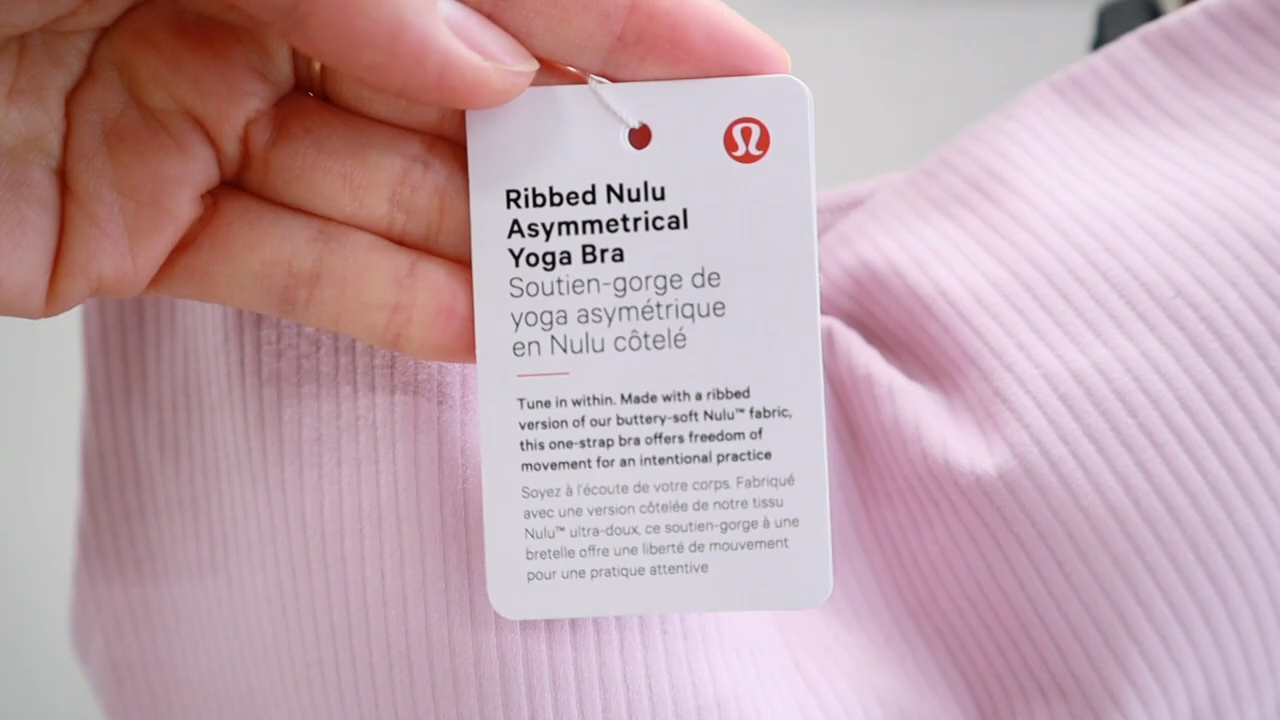 Ribbed Nulu
Asymmetrical
Yoga Bra
Soutien-gorge de
yoga asymétrique
en Nulu côtelé
Tune in within. Made with a ribbed
version of our buttery-soft Nulu™ fabric,
this one-strap bra offers freedom of
movement for an intentional practice
Soyez à l'écoute de votre corps. Fabriqué
avec une version côtelée de notre tissu
Nulu™ ultra-doux, ce soutien-gorge à une
bretelle offre une liberté de mouvement
pour une pratique attentive